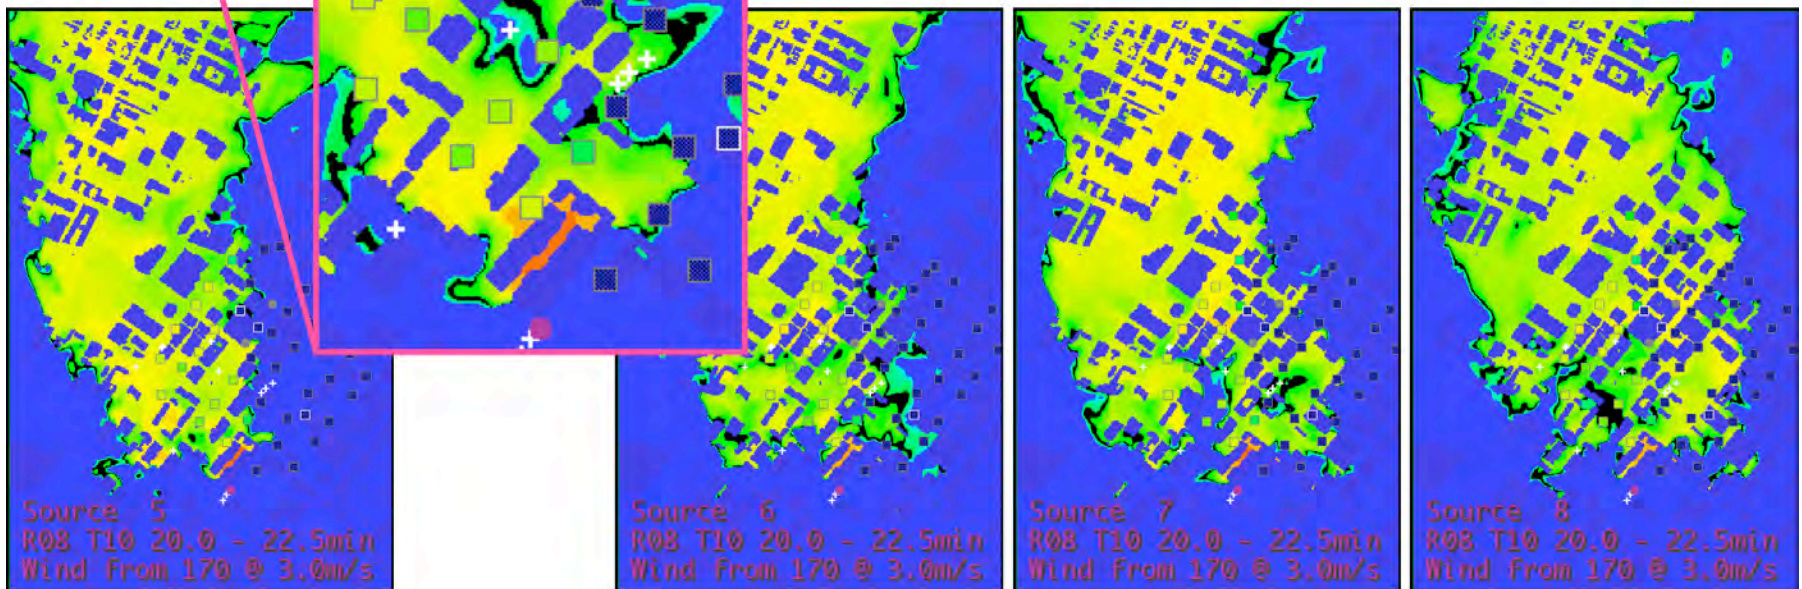 Source 5
R08 T10 20.0 - 22.5min
Wind from 170 @ 3.0m/s
Source 6
R08 T10 20.0 - 22.5min
Wind from 170 @ 3.0m/s
Source 7
R08 T10 20.0 - 22.5min
Wind from 170 @ 3.0m/s
Source 8
R08 T10 20.0 - 22.5min
Wind from 170 @ 3.0m/s